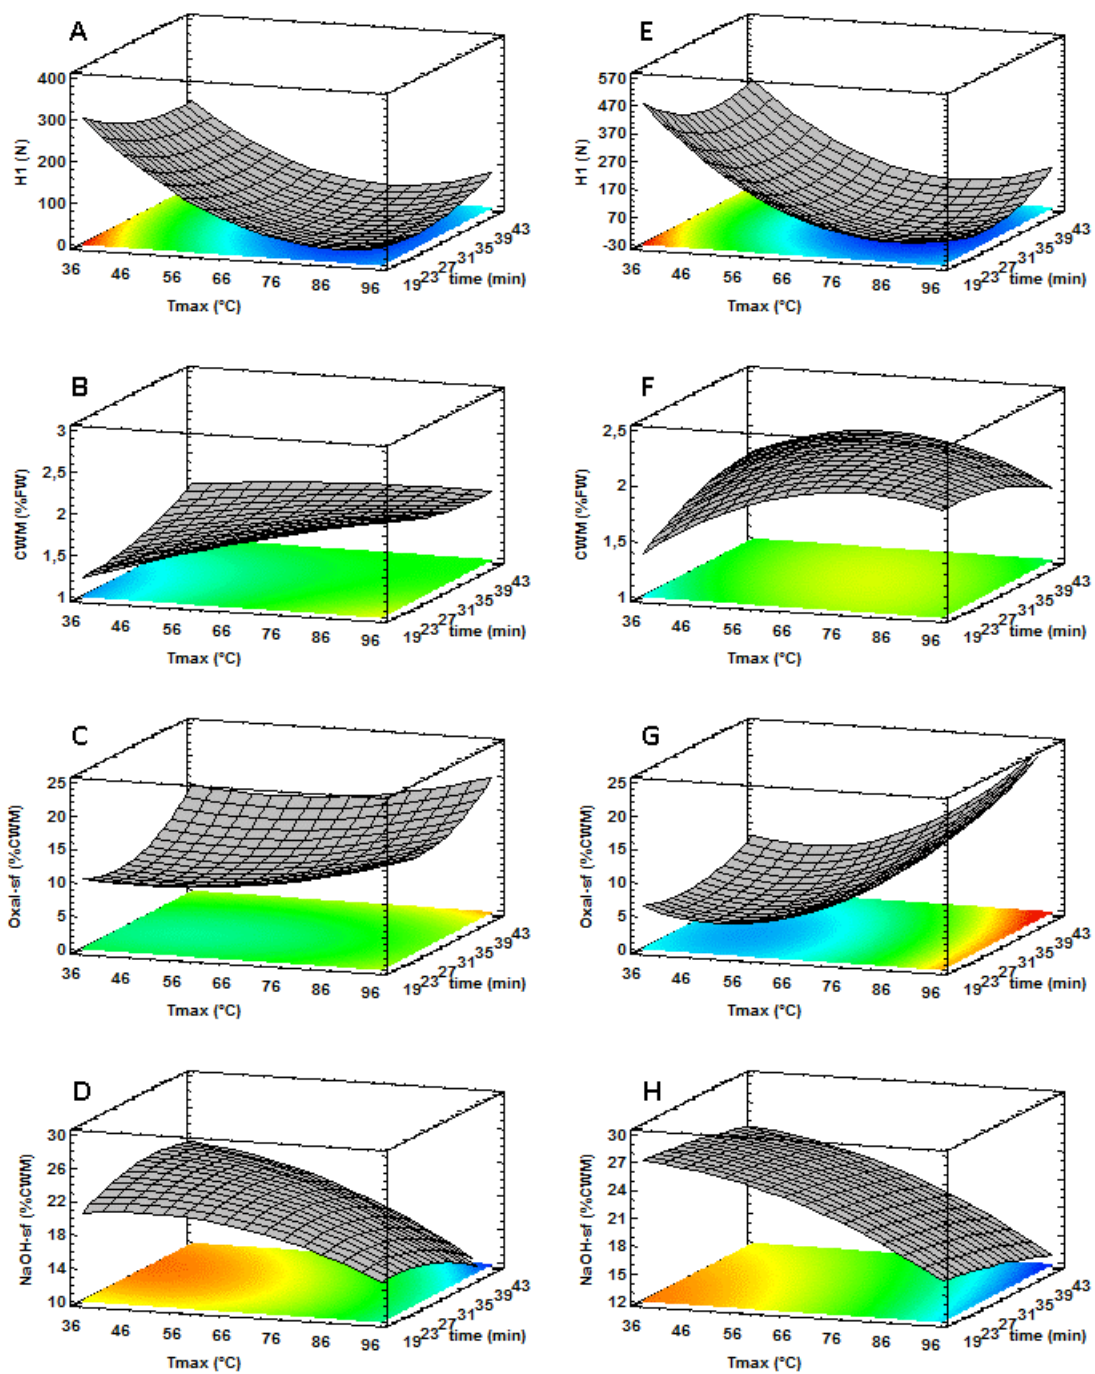 A
400
300
200
100
0
H1 (N)
36 46 56 66 76 86 96
Tmax (°C)
19 23 27 31 35 39 43
time (min)
E
570
470
370
270
170
70
-30
H1 (N)
36 46 56 66 76 86 96
Tmax (°C)
19 23 27 31 35 39 43
time (min)
B
3
2,5
2
1,5
1
CWM (%FW)
36 46 56 66 76 86 96
Tmax (°C)
19 23 27 31 35 39 43
time (min)
F
2,5
2
1,5
1
CWM (%FW)
36 46 56 66 76 86 96
Tmax (°C)
19 23 27 31 35 39 43
time (min)
C
25
20
15
10
5
0
Oxal-sf (%CWM)
36 46 56 66 76 86 96
Tmax (°C)
19 23 27 31 35 39 43
time (min)
G
25
20
15
10
5
0
Oxal-sf (%CWM)
36 46 56 66 76 86 96
Tmax (°C)
19 23 27 31 35 39 43
time (min)
D
30
26
22
18
14
10
NaOH-sf (%CWM)
36 46 56 66 76 86 96
Tmax (°C)
19 23 27 31 35 39 43
time (min)
H
30
27
24
21
18
15
12
NaOH-sf (%CWM)
36 46 56 66 76 86 96
Tmax (°C)
19 23 27 31 35 39 43
time (min)